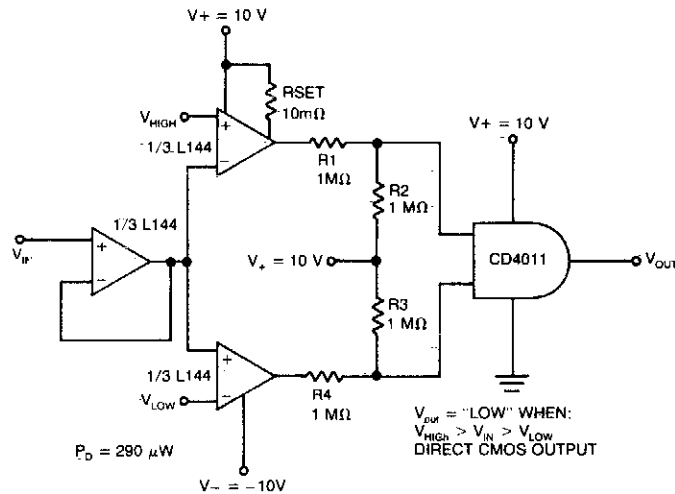 V+ = 10 V
RSET
10mΩ
VHIGH
1/3 L144
+
−
R1
1MΩ
V+ = 10 V
R2
1 MΩ
1/3 L144
VIN
+
−
V+ = 10 V
CD4011
VOUT
R3
1 MΩ
1/3 L144
+
−
VLOW
R4
1 MΩ
PD = 290 µW
V− = −10V
Vout = "LOW" WHEN:
VHIGH > VIN > VLOW
DIRECT CMOS OUTPUT